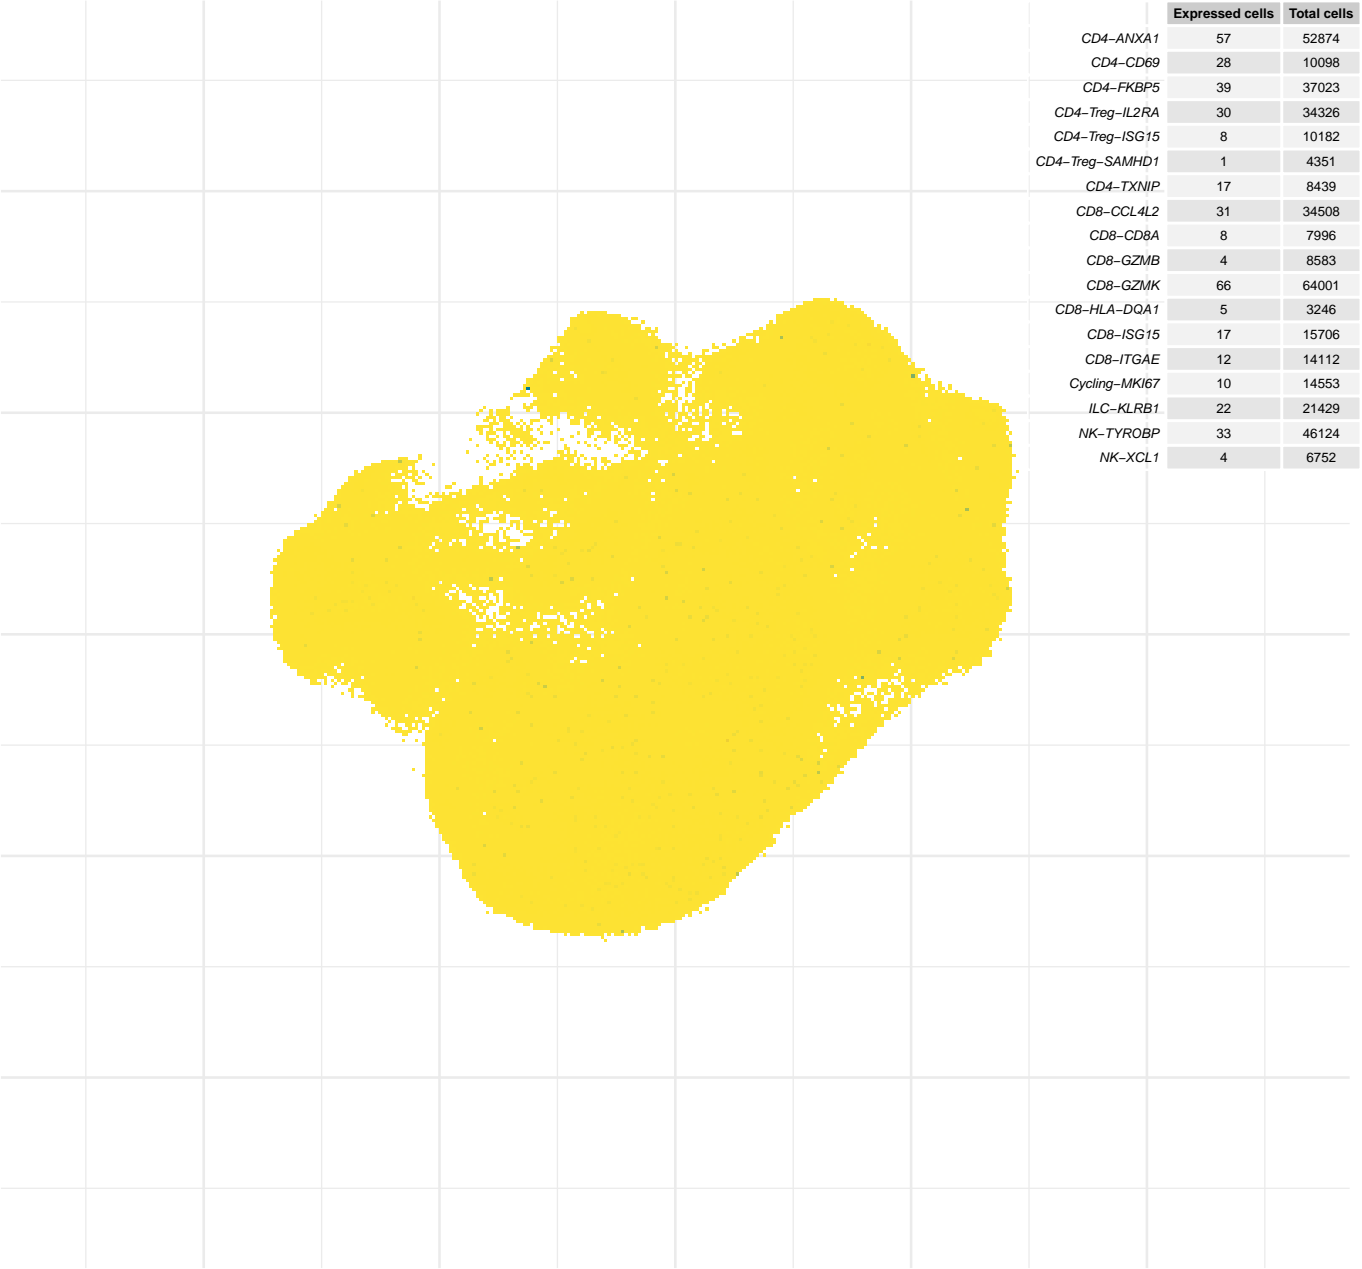 Expressed cells Total cells
CD4−ANXA1 57 52874
CD4−CD69 28 10098
CD4−FKBP5 39 37023
CD4−Treg−IL2RA 30 34326
CD4−Treg−ISG15 8 10182
CD4−Treg−SAMHD1 1 4351
CD4−TXNIP 17 8439
CD8−CCL4L2 31 34508
CD8−CD8A 8 7996
CD8−GZMB 4 8583
CD8−GZMK 66 64001
CD8−HLA−DQA1 5 3246
CD8−ISG15 17 15706
CD8−ITGAE 12 14112
Cycling−MKI67 10 14553
ILC−KLRB1 22 21429
NK−TYROBP 33 46124
NK−XCL1 4 6752